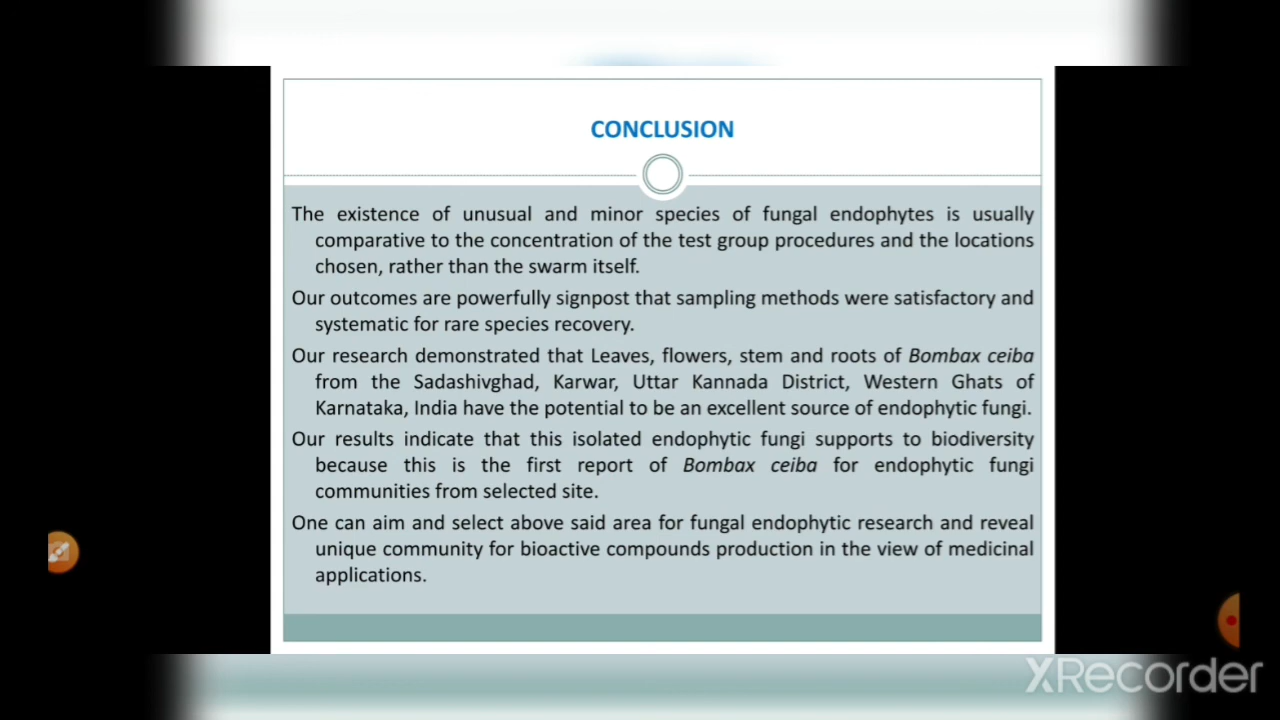 CONCLUSION
The existence of unusual and minor species of fungal endophytes is usually
comparative to the concentration of the test group procedures and the locations
chosen, rather than the swarm itself.
Our outcomes are powerfully signpost that sampling methods were satisfactory and
systematic for rare species recovery.
Our research demonstrated that Leaves, flowers, stem and roots of Bombax ceiba
from the Sadashivghad, Karwar, Uttar Kannada District, Western Ghats of
Karnataka, India have the potential to be an excellent source of endophytic fungi.
Our results indicate that this isolated endophytic fungi supports to biodiversity
because this is the first report of Bombax ceiba for endophytic fungi
communities from selected site.
One can aim and select above said area for fungal endophytic research and reveal
unique community for bioactive compounds production in the view of medicinal
applications.
XRecorder